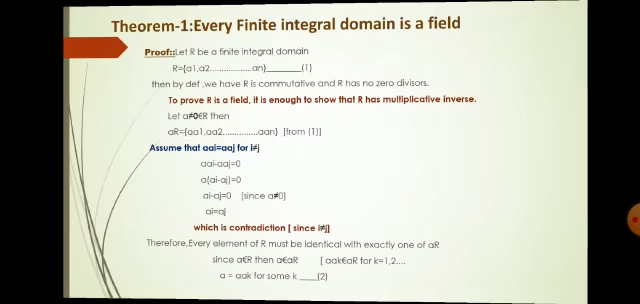 Theorem-1:Every Finite integral domain is a field
Proof::Let R be a finite integral domain
R={a1,a2..................an}______(1)
then by def ,we have R is commutative and R has no zero divisors.
To prove R is a field, it is enough to show that R has multiplicative inverse.
Let a≠0€R then
aR={aa1,aa2..............aan} [from (1)]
Assume that aai=aaj for i≠j
aai-aaj=0
a(ai-aj)=0
ai-aj=0 [since a≠0]
ai=aj
which is contradiction [ since i≠j]
Therefore,Every element of R must be identical with exactly one of aR
since a€R then a€aR [ aak€aR for k=1,2....
a = aak for some k ____(2)